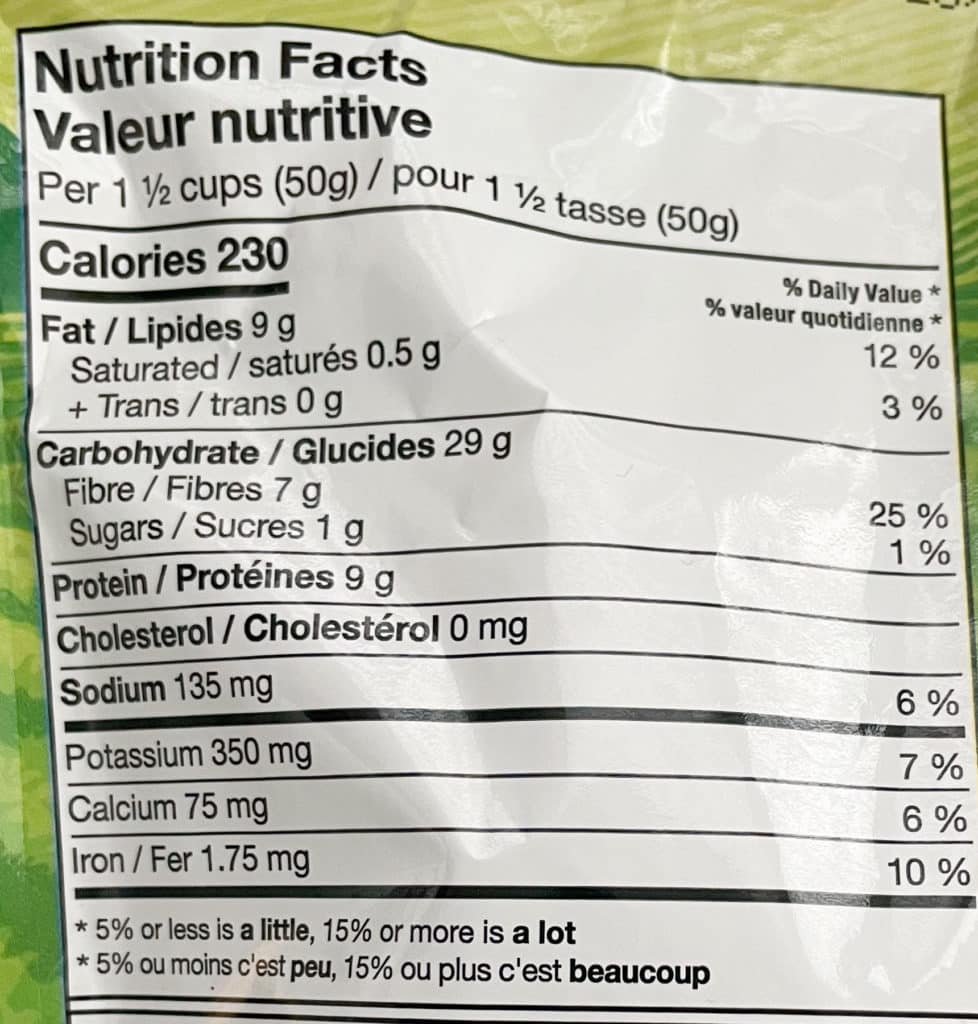 Nutrition Facts
Valeur nutritive
Per 1 ½ cups (50g) / pour 1 ½ tasse (50g)
Calories 230
% Daily Value *
% valeur quotidienne *
Fat / Lipides 9 g 12 %
Saturated / saturés 0.5 g
+ Trans / trans 0 g 3 %
Carbohydrate / Glucides 29 g
Fibre / Fibres 7 g 25 %
Sugars / Sucres 1 g 1 %
Protein / Protéines 9 g
Cholesterol / Cholestérol 0 mg
Sodium 135 mg 6 %
Potassium 350 mg 7 %
Calcium 75 mg 6 %
Iron / Fer 1.75 mg 10 %
* 5% or less is a little, 15% or more is a lot
* 5% ou moins c'est peu, 15% ou plus c'est beaucoup